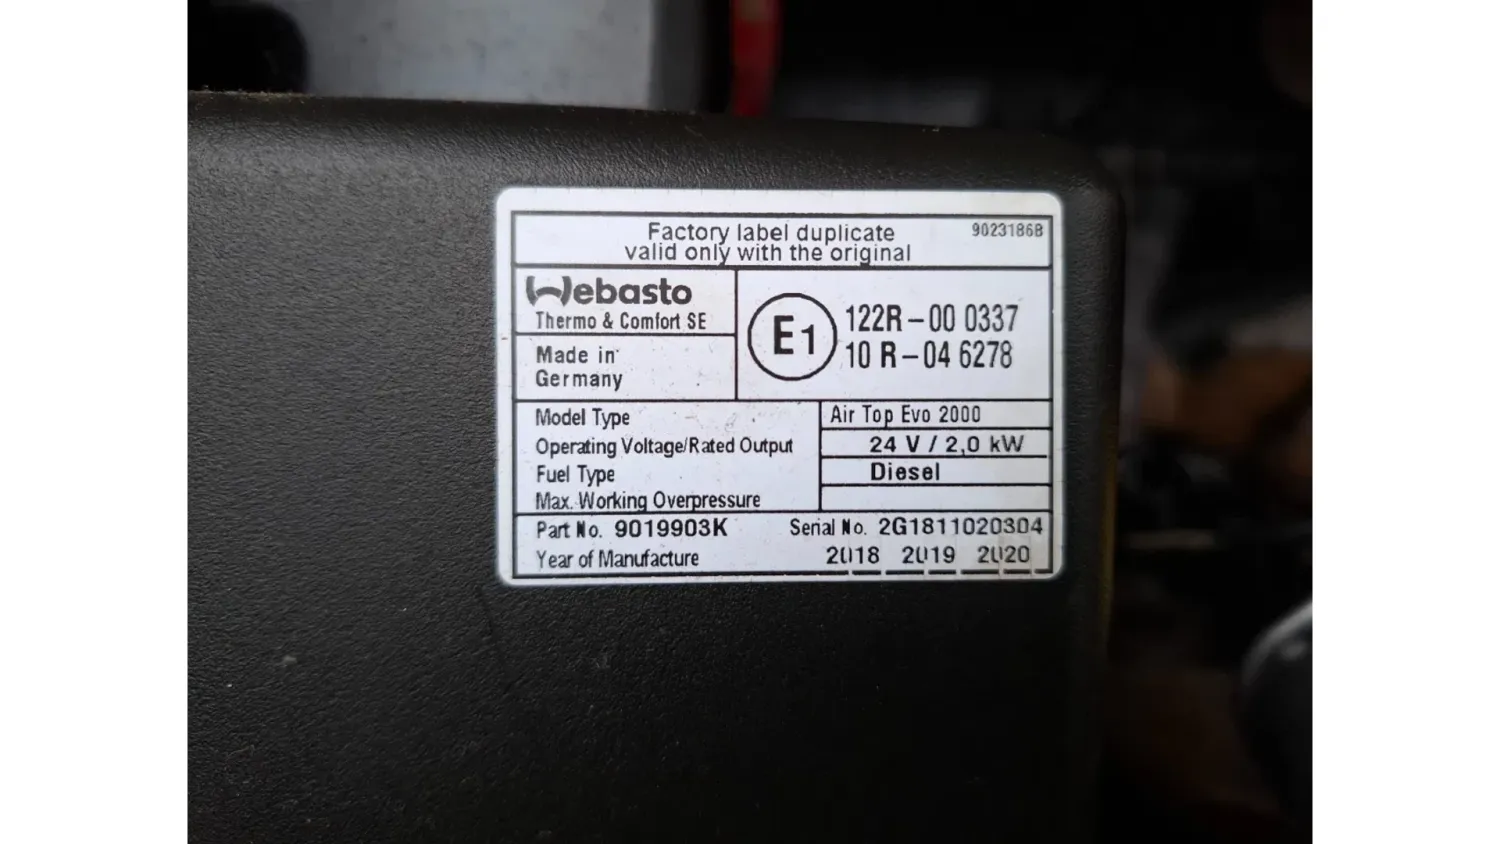 Factory label duplicate
valid only with the original
9023186B
Webasto
Thermo & Comfort SE
Made in
Germany
E1
122R-00 0337
10 R-04 6278
Model Type Air Top Evo 2000
Operating Voltage/Rated Output 24 V / 2,0 kW
Fuel Type Diesel
Max. Working Overpressure
Part No. 9019903K Serial No. 2G1811020304
Year of Manufacture 2018 2019 2020